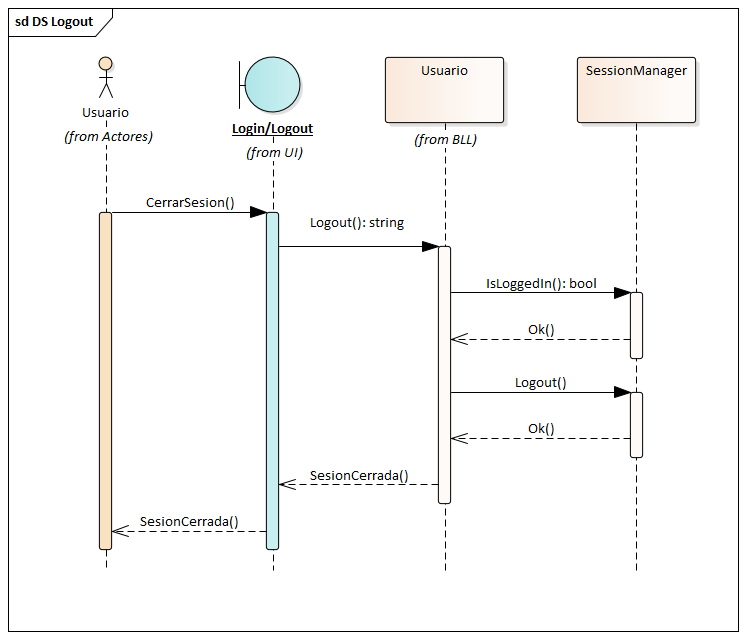 sd DS Logout
Usuario
(from Actores)
Login/Logout
(from UI)
Usuario
(from BLL)
SessionManager
CerrarSesion()
Logout(): string
IsLoggedIn(): bool
Ok()
Logout()
Ok()
SesionCerrada()
SesionCerrada()